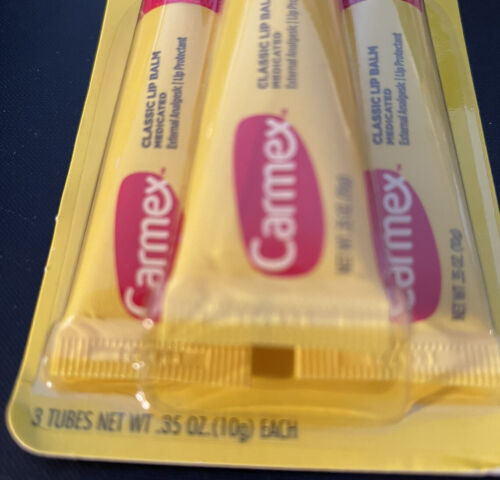 CLASSIC LIP BALM
MEDICATED
External Analgesic | Lip Protectant
Carmex
CLASSIC LIP BALM
MEDICATED
External Analgesic | Lip Pro
Carmex™
NET WT .35 OZ. (10g)
CLASSIC LIP BALM
MEDICATED
External Analgesic | Lip Protectant
Carmex
NET WT .35 OZ. (10g)
3 TUBES NET WT .35 OZ. (10g) EACH